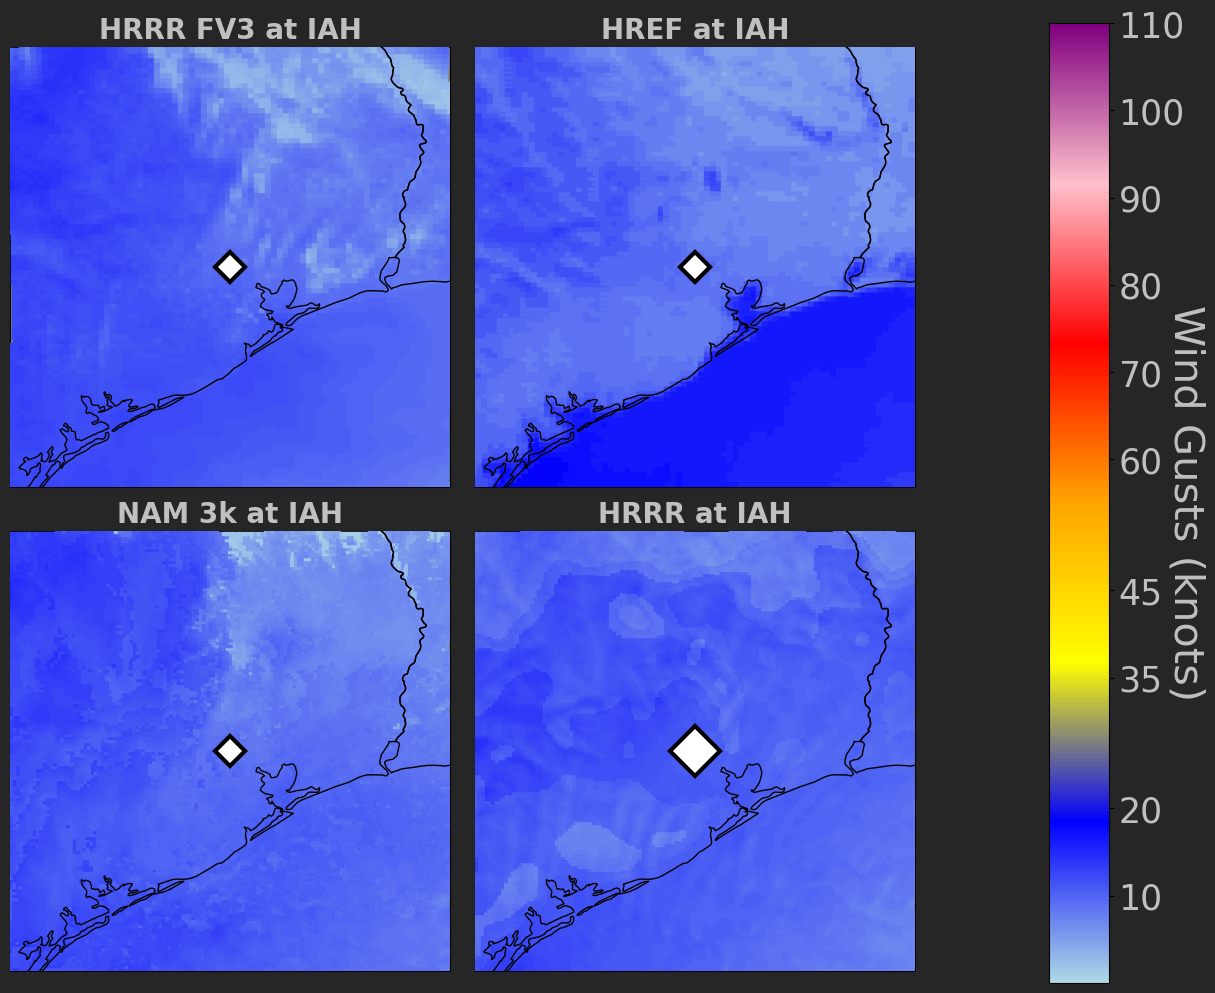 HRRR FV3 at IAH
HREF at IAH
NAM 3k at IAH
HRRR at IAH
110
100
90
80
70
60
45
35
20
10
Wind Gusts (knots)